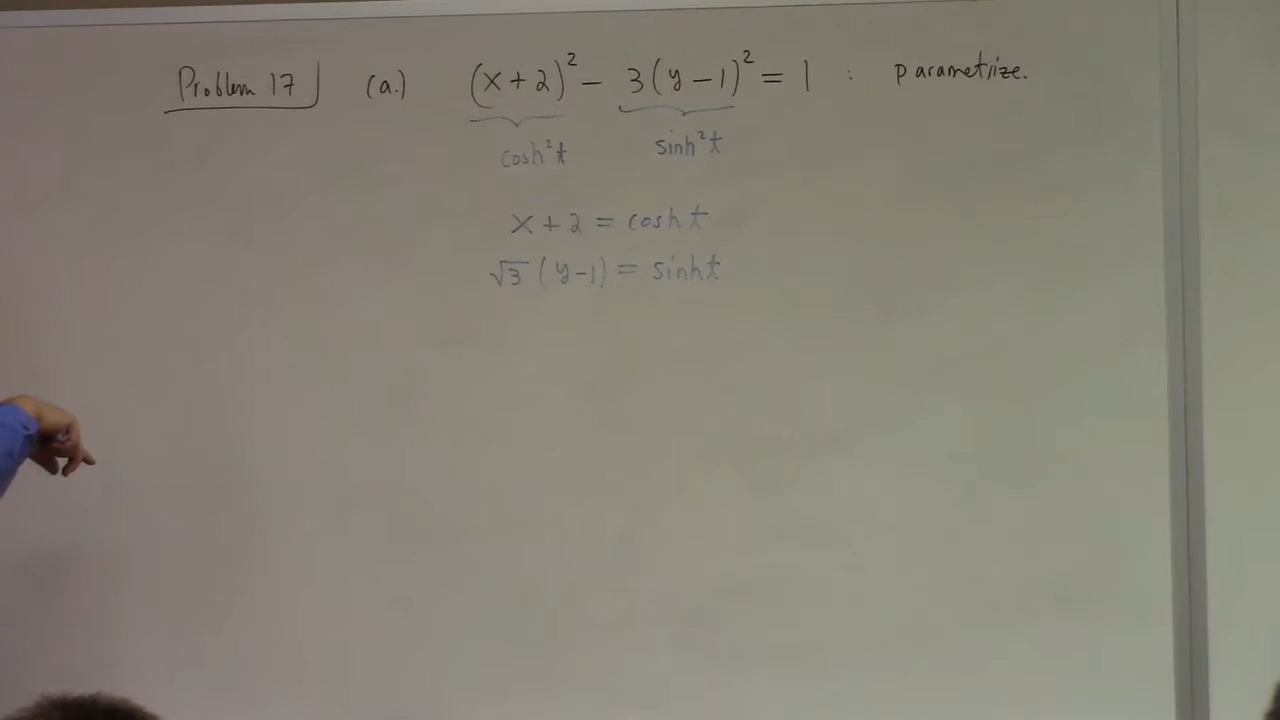 Problem 17 (a.) (x+2)² − 3(y−1)² = 1 : parametrize.
cosh²t sinh²t
x+2 = cosh t
√3 (y−1) = sinh t